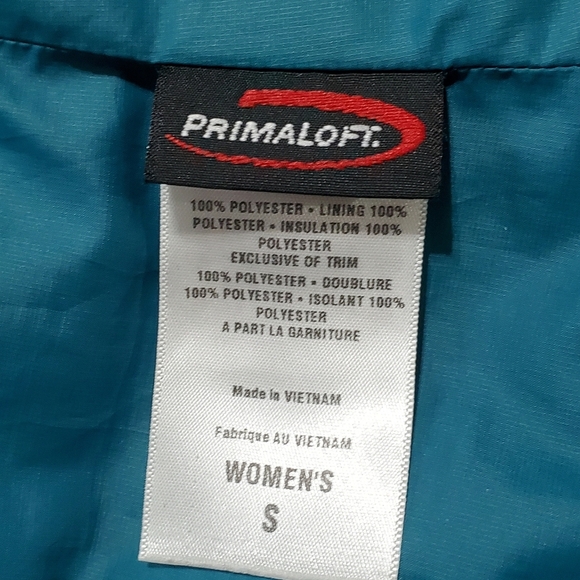 PRIMALOFT.
100% POLYESTER • LINING 100%
POLYESTER • INSULATION 100%
POLYESTER
EXCLUSIVE OF TRIM
100% POLYESTER • DOUBLURE
100% POLYESTER • ISOLANT 100%
POLYESTER
A PART LA GARNITURE
Made in VIETNAM
Fabrique AU VIETNAM
WOMEN'S
S